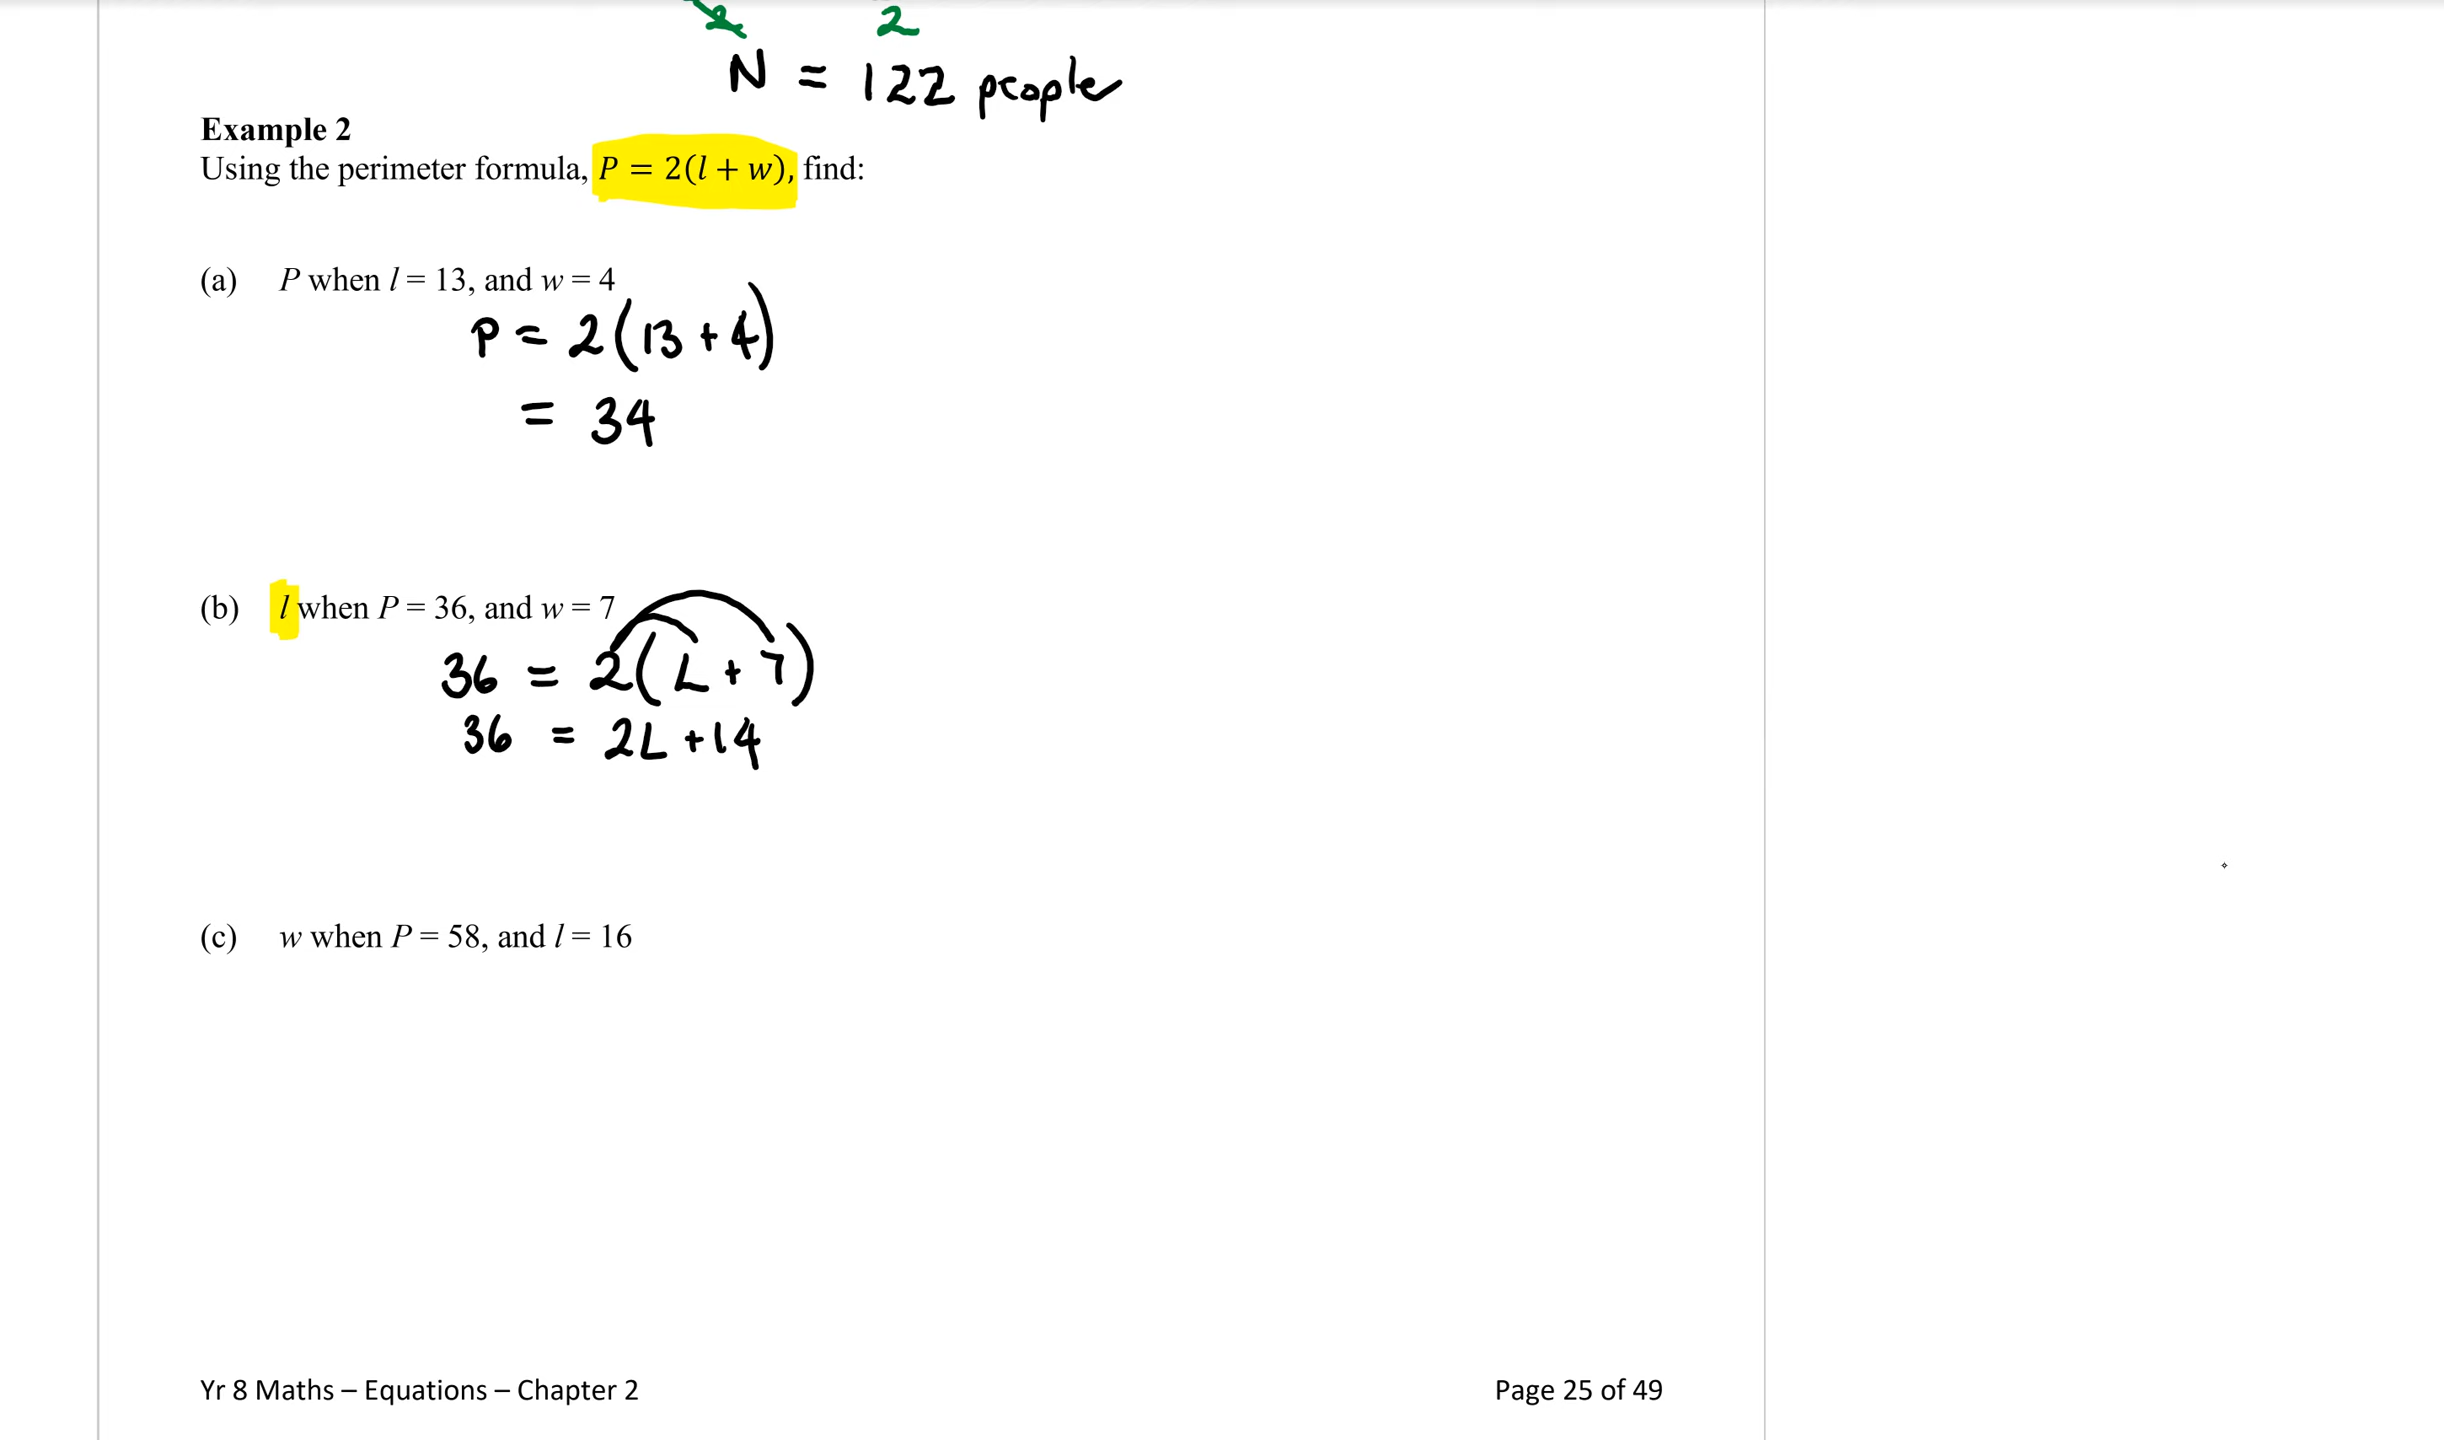 2 2
N = 122 people
Example 2
Using the perimeter formula, P = 2(l + w), find:
(a) P when l = 13, and w = 4
P = 2(13 + 4)
= 34
(b) l when P = 36, and w = 7
36 = 2(L + 7)
36 = 2L + 14
(c) w when P = 58, and l = 16
Yr 8 Maths – Equations – Chapter 2 Page 25 of 49